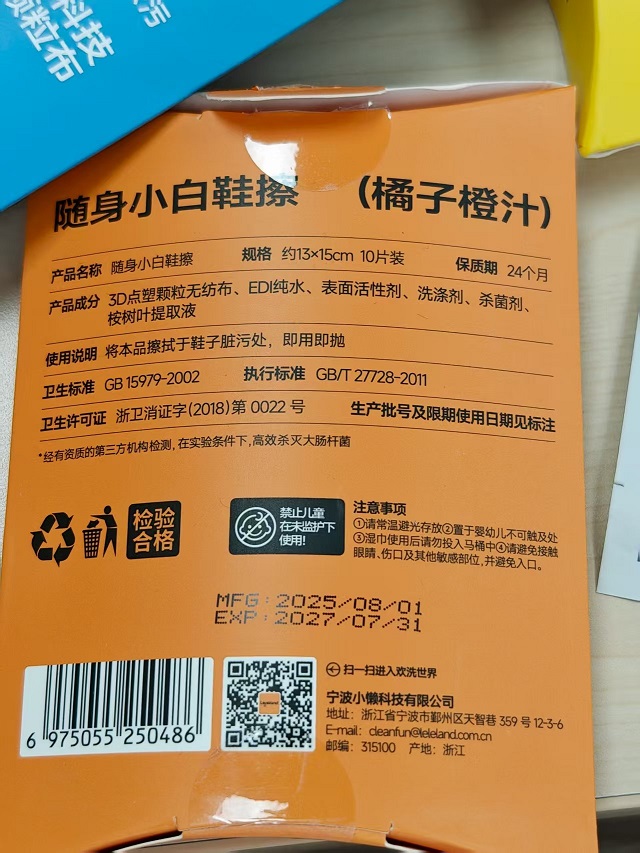 污
科技
颗粒布
随身小白鞋擦 (橘子橙汁)
产品名称 随身小白鞋擦 规格 约13×15cm 10片装 保质期 24个月
产品成分 3D点塑颗粒无纺布、EDI纯水、表面活性剂、洗涤剂、杀菌剂、
桉树叶提取液
使用说明 将本品擦拭于鞋子脏污处，即用即抛
卫生标准 GB 15979-2002 执行标准 GB/T 27728-2011
卫生许可证 浙卫消证字(2018)第 0022 号 生产批号及限期使用日期见标注
*经有资质的第三方机构检测,在实验条件下,高效杀灭大肠杆菌
检验
合格
禁止儿童
在未监护下
使用!
注意事项
①请常温避光存放②置于婴幼儿不可触及处
③湿巾使用后请勿投入马桶中④请避免接触
眼睛、伤口及其他敏感部位,并避免入口。
MFG:2025/08/01
EXP:2027/07/31
6 975055 250486
扫一扫进入欢洗世界
宁波小懒科技有限公司
地址：浙江省宁波市鄞州区天智巷 359 号 12-3-6
E-mail: cleanfun@leleland.com.cn
邮编：315100 产地：浙江